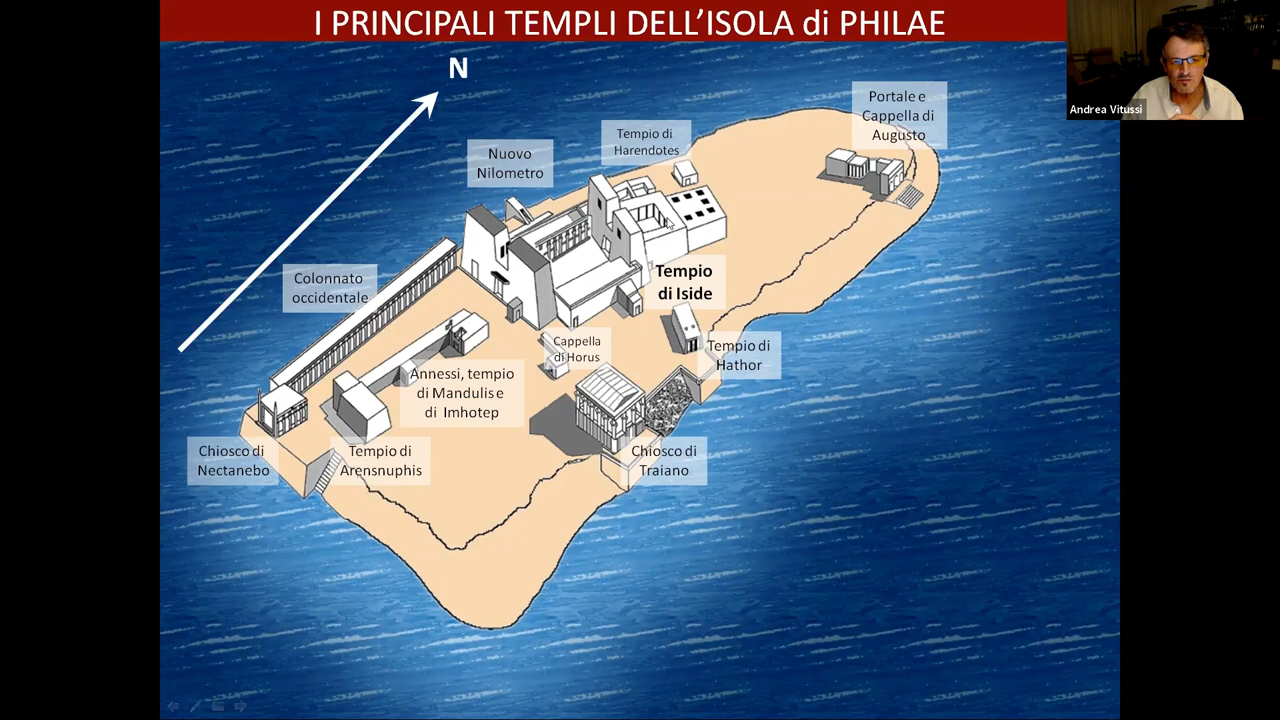 I PRINCIPALI TEMPLI DELL'ISOLA di PHILAE
Andrea Vitussi
N
Portale e
Cappella di
Augusto
Tempio di
Harendotes
Nuovo
Nilometro
Tempio
di Iside
Colonnato
occidentale
Cappella
di Horus
Tempio di
Hathor
Annessi, tempio
di Mandulis e
di Imhotep
Chiosco di
Nectanebo
Tempio di
Arensnuphis
Chiosco di
Traiano